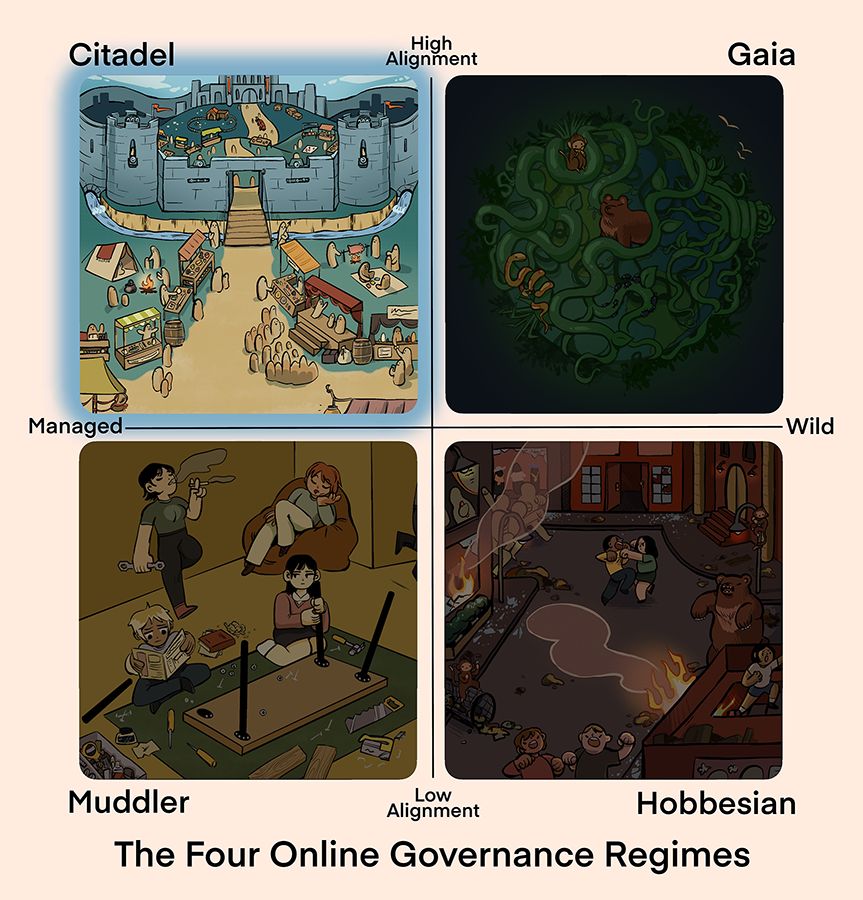 Citadel
High
Alignment
Gaia
Managed
Wild
Muddler
Low
Alignment
Hobbesian
The Four Online Governance Regimes